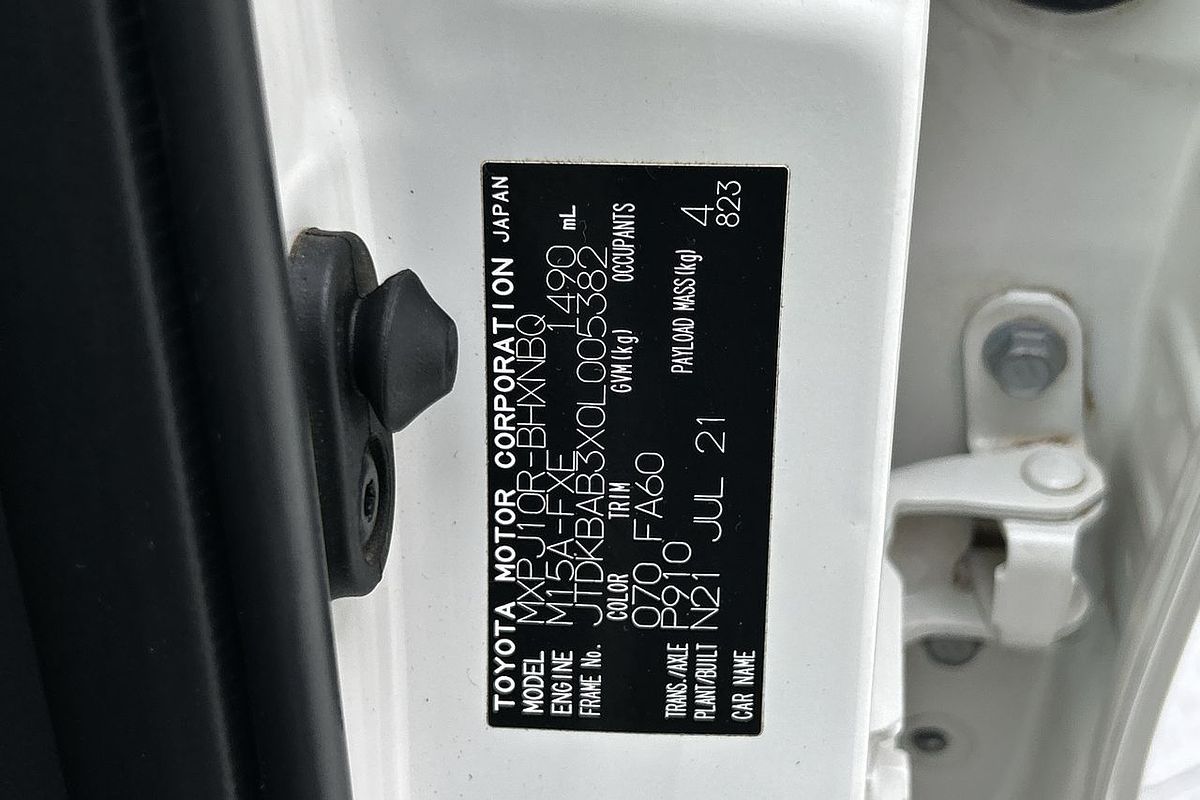 TOYOTA MOTOR CORPORATION JAPAN
MODEL MXPJ10R-BHXNBQ
ENGINE M15A-FXE 1490 mL
FRAME No. JTDKBAB3X0L005382
COLOR TRIM GVM(kg) OCCUPANTS
070 FA60
TRANS./AXLE P910 PAYLOAD MASS(kg)
PLANT/BUILT N21 JUL 21 4
CAR NAME 823